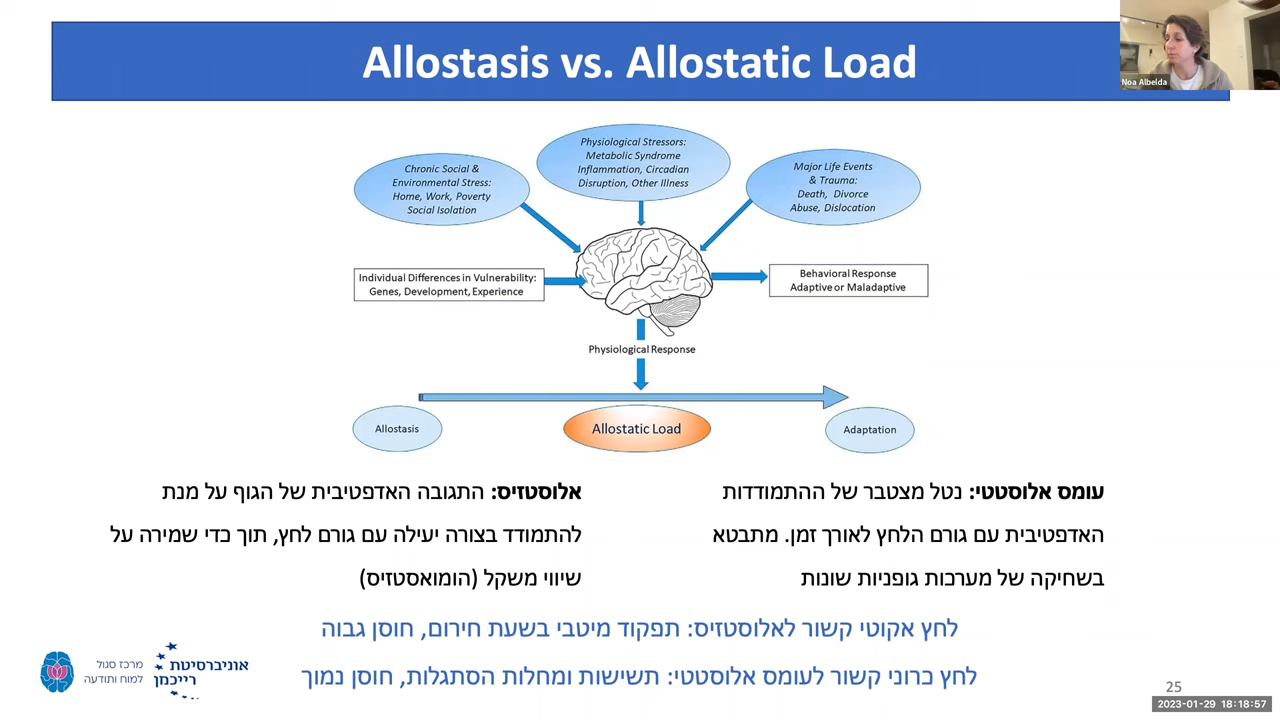 Allostasis vs. Allostatic Load
Noa Albelda
Chronic Social &
Environmental Stress:
Home, Work, Poverty
Social Isolation
Physiological Stressors:
Metabolic Syndrome
Inflammation, Circadian
Disruption, Other Illness
Major Life Events
& Trauma:
Death, Divorce
Abuse, Dislocation
Individual Differences in Vulnerability:
Genes, Development, Experience
Behavioral Response
Adaptive or Maladaptive
Physiological Response
Allostasis
Allostatic Load
Adaptation
עומס אלוסטטי: נטל מצטבר של ההתמודדות
האדפטיבית עם גורם הלחץ לאורך זמן. מתבטא
בשחיקה של מערכות גופניות שונות
אלוסטזיס: התגובה האדפטיבית של הגוף על מנת
להתמודד בצורה יעילה עם גורם לחץ, תוך כדי שמירה על
שיווי משקל (הומואסטזיס)
לחץ אקוטי קשור לאלוסטזיס: תפקוד מיטבי בשעת חירום, חוסן גבוה
לחץ כרוני קשור לעומס אלוסטטי: תשישות ומחלות הסתגלות, חוסן נמוך
אוניברסיטת
רייכמן
מרכז סגול
למוח ותודעה
25
2023-01-29 18:18:57